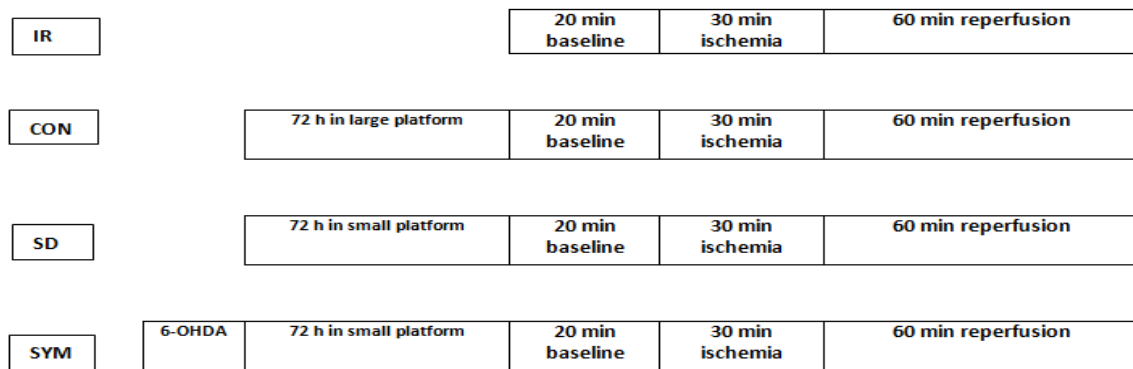 IR
20 min baseline
30 min ischemia
60 min reperfusion
CON
72 h in large platform
20 min baseline
30 min ischemia
60 min reperfusion
SD
72 h in small platform
20 min baseline
30 min ischemia
60 min reperfusion
SYM
6-OHDA
72 h in small platform
20 min baseline
30 min ischemia
60 min reperfusion